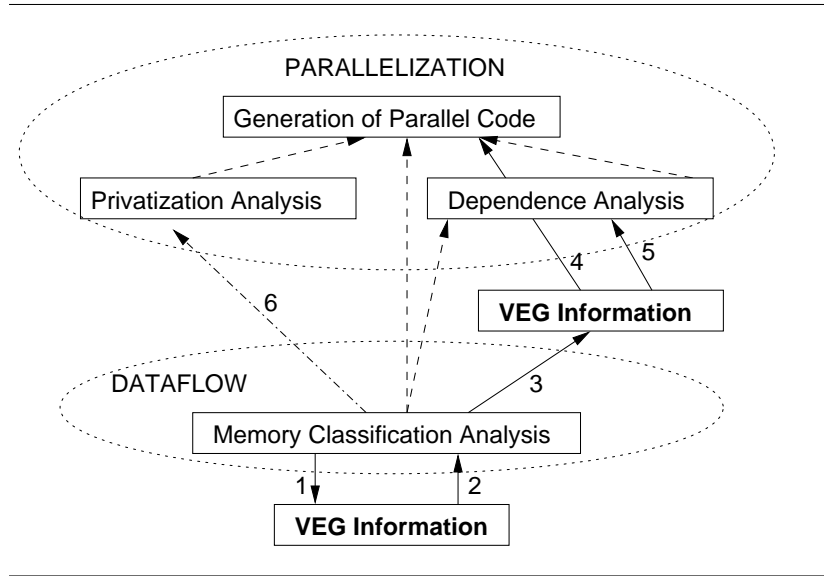 PARALLELIZATION
Generation of Parallel Code
Privatization Analysis
Dependence Analysis
4
5
6
VEG Information
3
DATAFLOW
Memory Classification Analysis
1
2
VEG Information